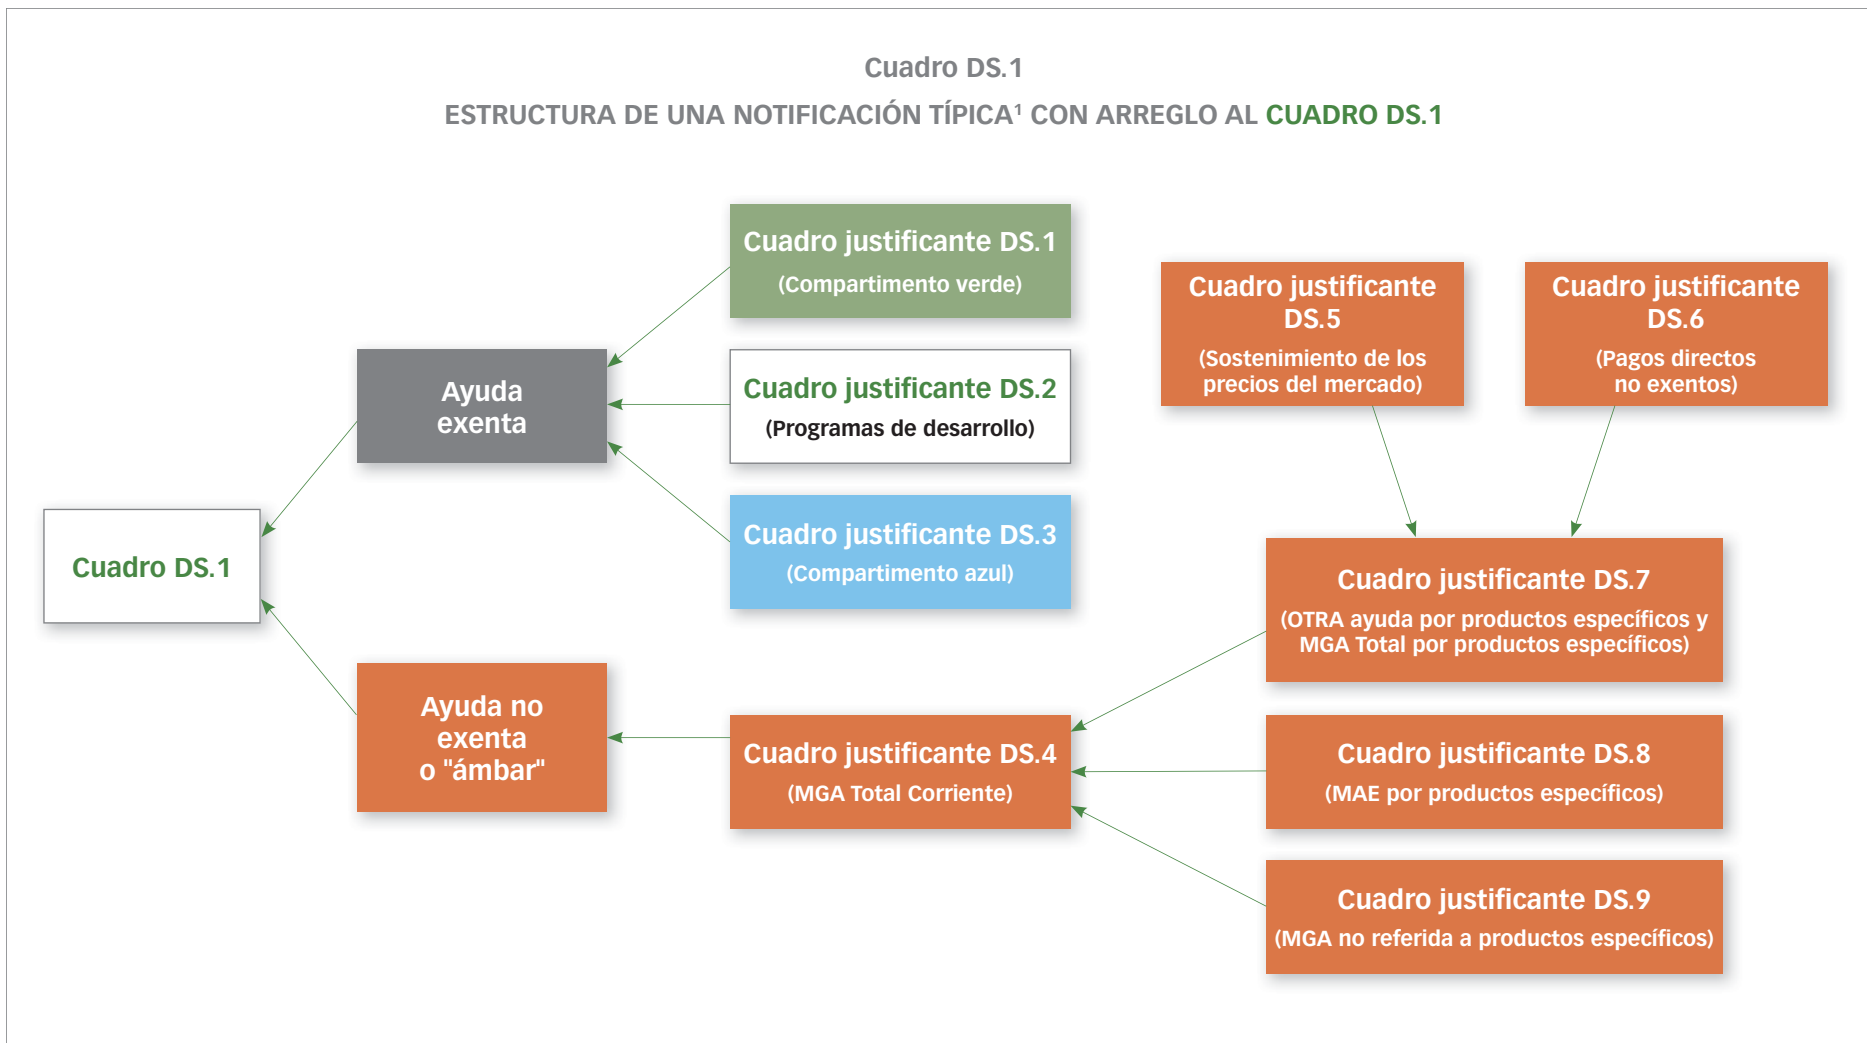 Cuadro DS.1
ESTRUCTURA DE UNA NOTIFICACIÓN TÍPICA¹ CON ARREGLO AL CUADRO DS.1
Cuadro DS.1
Ayuda
exenta
Cuadro justificante DS.1
(Compartimento verde)
Cuadro justificante DS.2
(Programas de desarrollo)
Cuadro justificante DS.3
(Compartimento azul)
Ayuda no
exenta
o "ámbar"
Cuadro justificante DS.4
(MGA Total Corriente)
Cuadro justificante
DS.5
(Sostenimiento de los
precios del mercado)
Cuadro justificante
DS.6
(Pagos directos
no exentos)
Cuadro justificante DS.7
(OTRA ayuda por productos específicos y
MGA Total por productos específicos)
Cuadro justificante DS.8
(MAE por productos específicos)
Cuadro justificante DS.9
(MGA no referida a productos específicos)